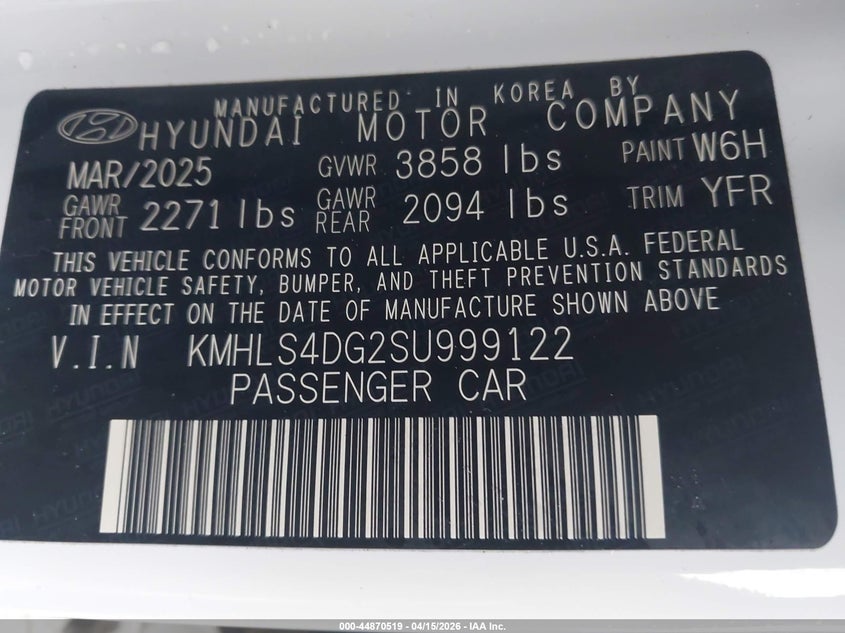 MANUFACTURED IN KOREA BY
HYUNDAI MOTOR COMPANY
MAR/2025 GVWR 3858 lbs PAINT W6H
GAWR FRONT 2271 lbs GAWR REAR 2094 lbs TRIM YFR
THIS VEHICLE CONFORMS TO ALL APPLICABLE U.S.A. FEDERAL
MOTOR VEHICLE SAFETY, BUMPER, AND THEFT PREVENTION STANDARDS
IN EFFECT ON THE DATE OF MANUFACTURE SHOWN ABOVE
V.I.N KMHLS4DG2SU999122
PASSENGER CAR
000-44870519 - 04/15/2026 - IAA Inc.